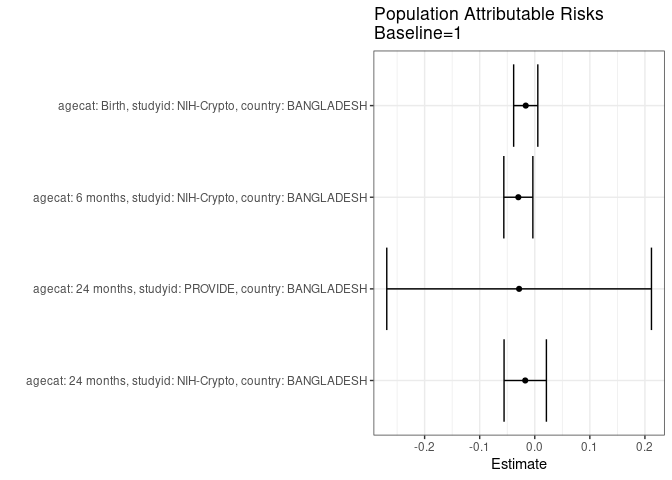 Population Attributable Risks
Baseline=1
agecat: Birth, studyid: NIH-Crypto, country: BANGLADESH
agecat: 6 months, studyid: NIH-Crypto, country: BANGLADESH
agecat: 24 months, studyid: PROVIDE, country: BANGLADESH
agecat: 24 months, studyid: NIH-Crypto, country: BANGLADESH
-0.2 -0.1 0.0 0.1 0.2
Estimate